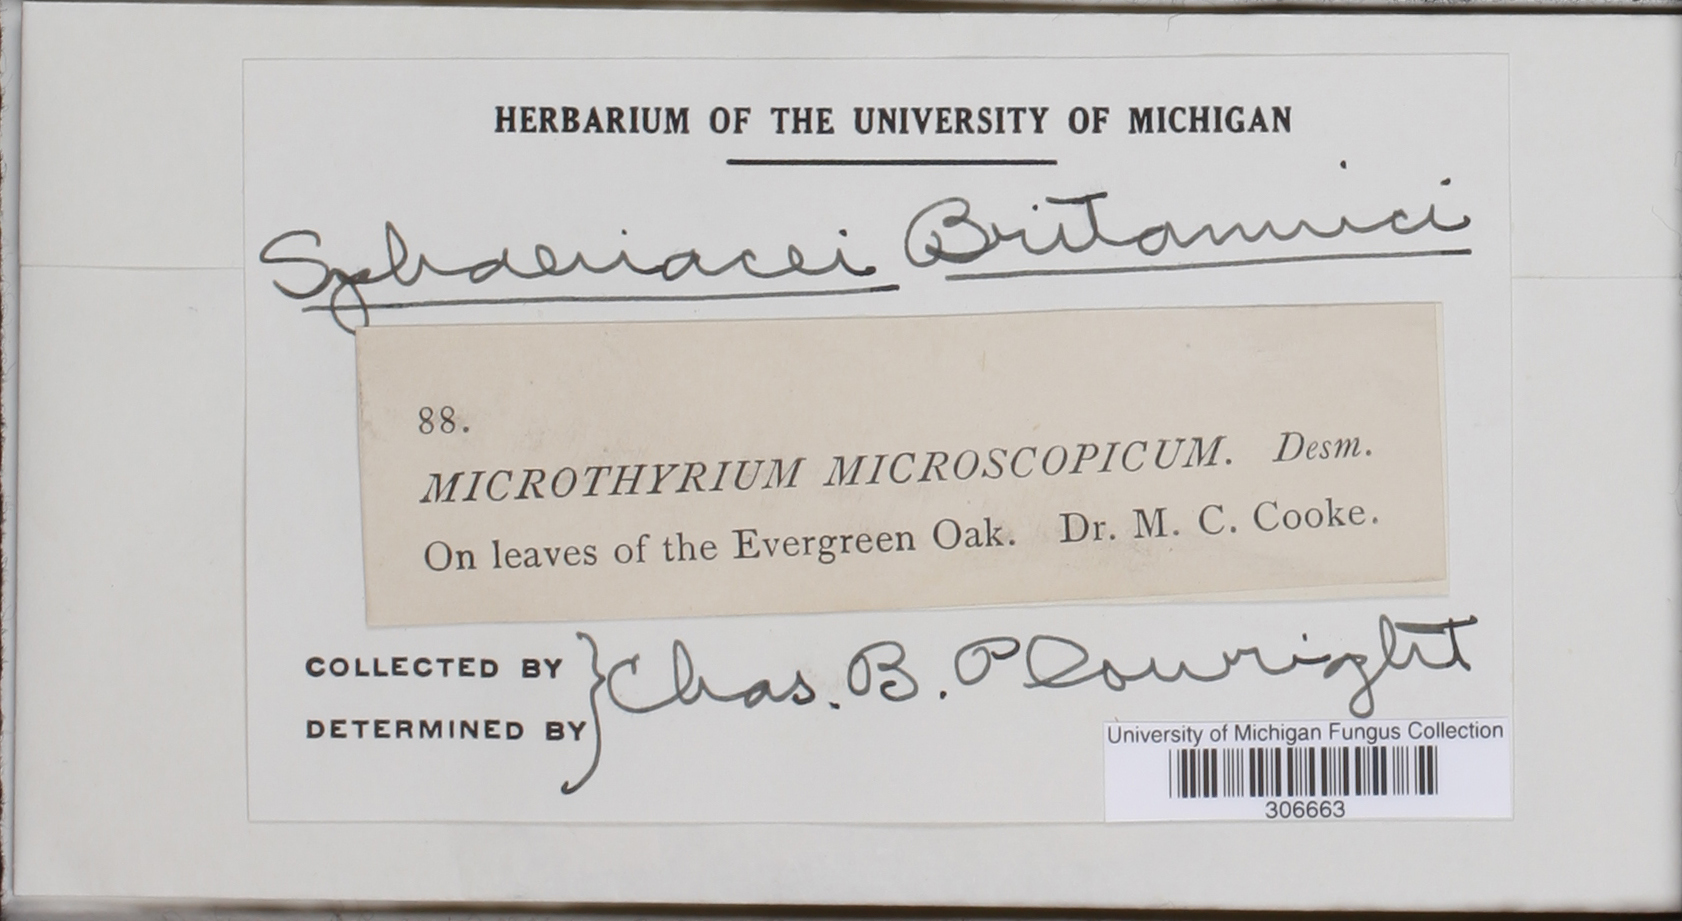 HERBARIUM OF THE UNIVERSITY OF MICHIGAN
Sphaeriacei Britannici
88.
MICROTHYRIUM MICROSCOPICUM. Desm.
On leaves of the Evergreen Oak. Dr. M. C. Cooke.
COLLECTED BY
DETERMINED BY
} Chas. B. Plowright
University of Michigan Fungus Collection
306663